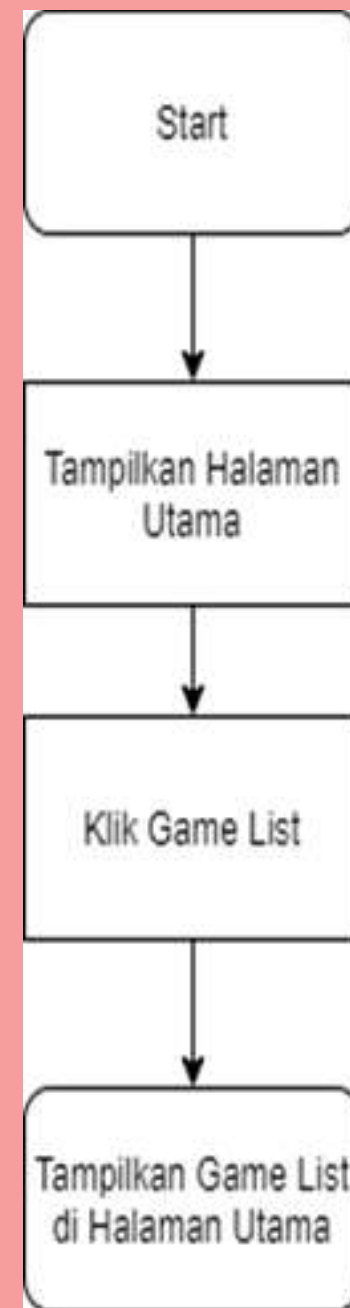 Start
Tampilkan Halaman
Utama
Klik Game List
Tampilkan Game List
di Halaman Utama